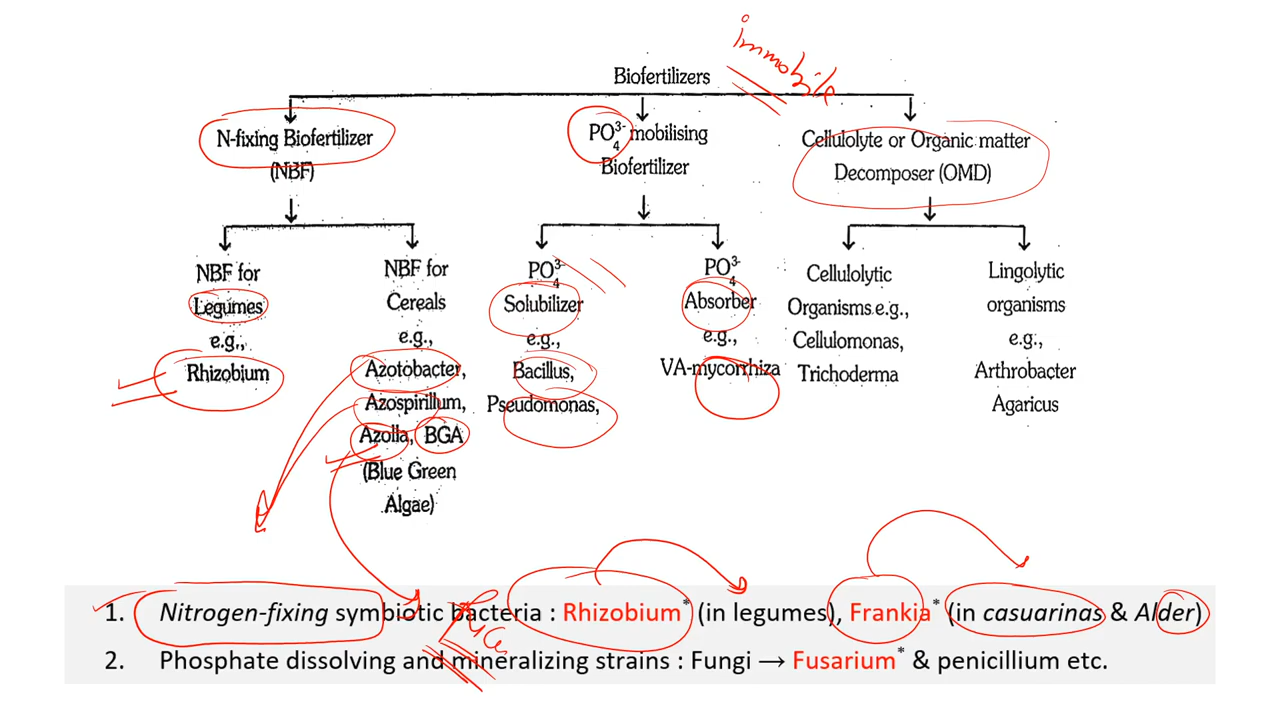 immobile
Biofertilizers
N-fixing Biofertilizer
(NBF)
PO₄³⁻ mobilising
Biofertilizer
Cellulolyte or Organic matter
Decomposer (OMD)
NBF for
Legumes
e.g.,
Rhizobium
NBF for
Cereals
e.g.,
Azotobacter,
Azospirillum,
Azolla, BGA
(Blue Green
Algae)
PO₄³⁻
Solubilizer
e.g.,
Bacillus,
Pseudomonas,
PO₄³⁻
Absorber
e.g.,
VA-mycorrhiza
Cellulolytic
Organisms e.g.,
Cellulomonas,
Trichoderma
Lingolytic
organisms
e.g.,
Arthrobacter
Agaricus
1. Nitrogen-fixing symbiotic bacteria : Rhizobium* (in legumes), Frankia* (in casuarinas & Alder)
Rice
2. Phosphate dissolving and mineralizing strains : Fungi → Fusarium* & penicillium etc.